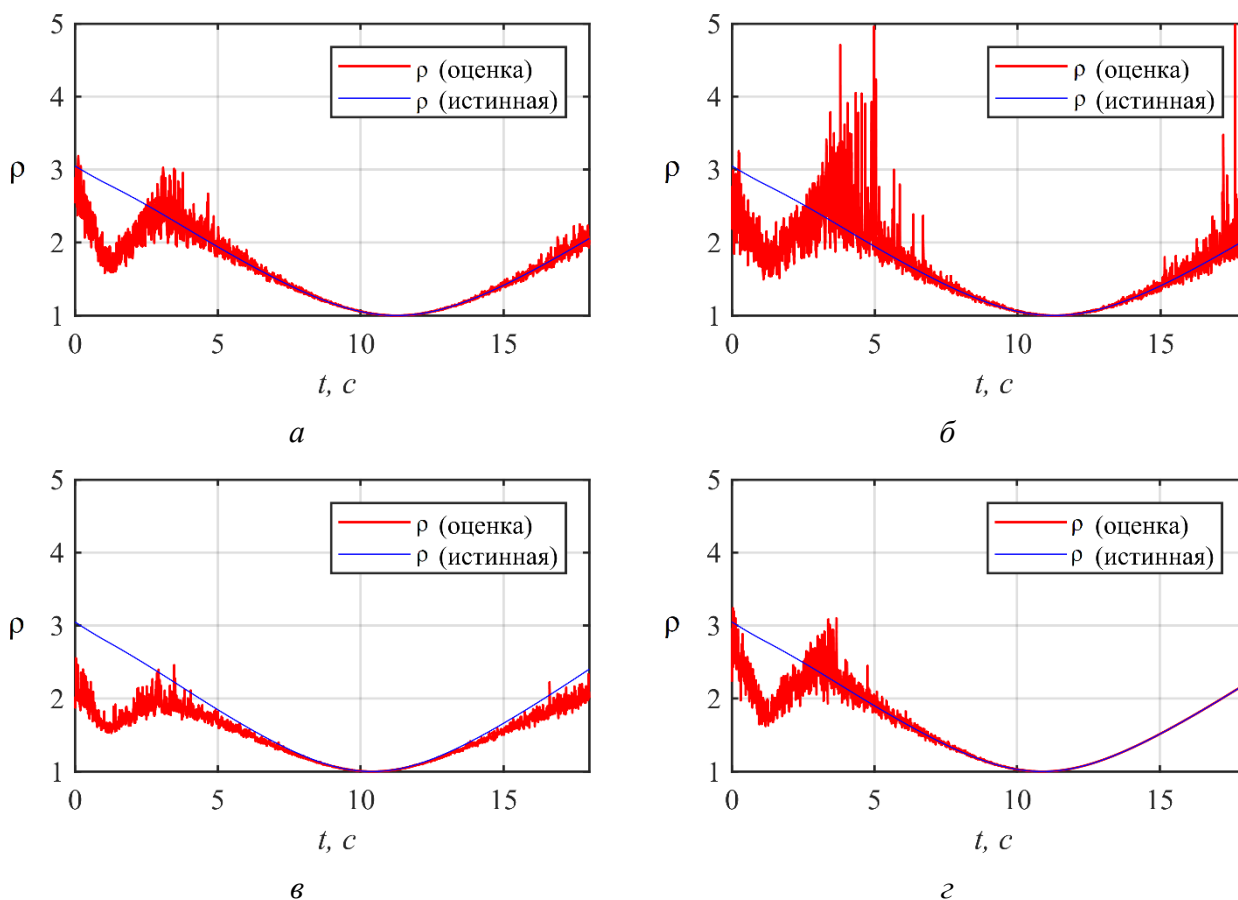 5
4
3
2
1
ρ
ρ (оценка)
ρ (истинная)
0 5 10 15
t, с
а
5
4
3
2
1
ρ
ρ (оценка)
ρ (истинная)
0 5 10 15
t, с
б
5
4
3
2
1
ρ
ρ (оценка)
ρ (истинная)
0 5 10 15
t, с
в
5
4
3
2
1
ρ
ρ (оценка)
ρ (истинная)
0 5 10 15
t, с
г